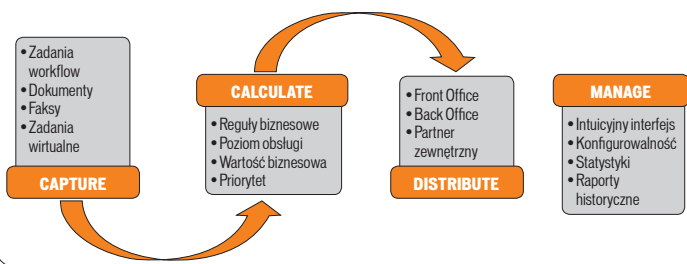 • Zadania
workflow
• Dokumenty
• Faksy
• Zadania
wirtualne
CAPTURE
CALCULATE
• Reguły biznesowe
• Poziom obsługi
• Wartość biznesowa
• Priorytet
• Front Office
• Back Office
• Partner
zewnętrzny
DISTRIBUTE
MANAGE
• Intuicyjny interfejs
• Konfigurowalność
• Statystyki
• Raporty
historyczne